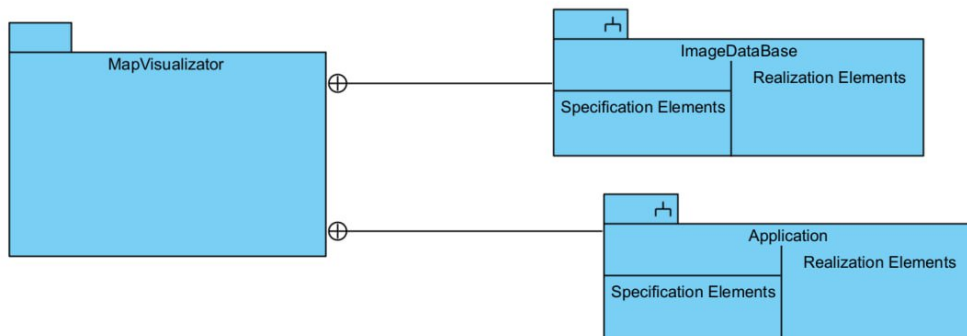 MapVisualizator
ImageDataBase
Realization Elements
Specification Elements
Application
Realization Elements
Specification Elements